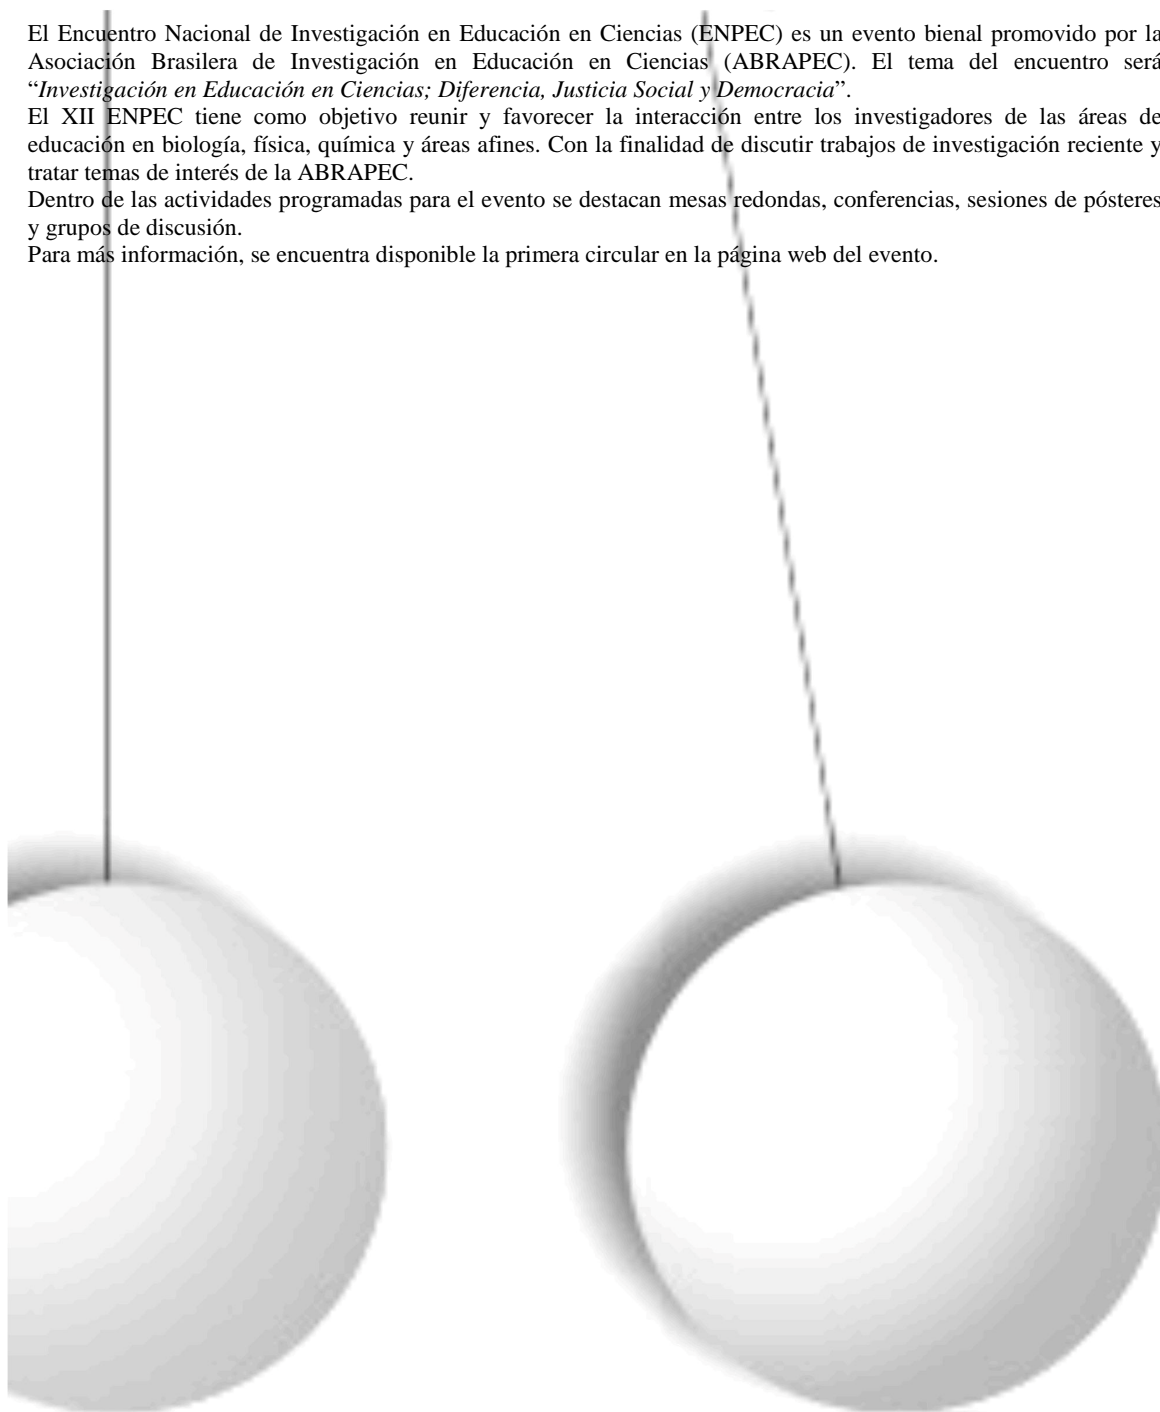 El Encuentro Nacional de Investigación en Educación en Ciencias (ENPEC) es un evento bienal promovido por la
Asociación Brasilera de Investigación en Educación en Ciencias (ABRAPEC). El tema del encuentro será
“Investigación en Educación en Ciencias; Diferencia, Justicia Social y Democracia”.
El XII ENPEC tiene como objetivo reunir y favorecer la interacción entre los investigadores de las áreas de
educación en biología, física, química y áreas afines. Con la finalidad de discutir trabajos de investigación reciente y
tratar temas de interés de la ABRAPEC.
Dentro de las actividades programadas para el evento se destacan mesas redondas, conferencias, sesiones de pósteres
y grupos de discusión.
Para más información, se encuentra disponible la primera circular en la página web del evento.